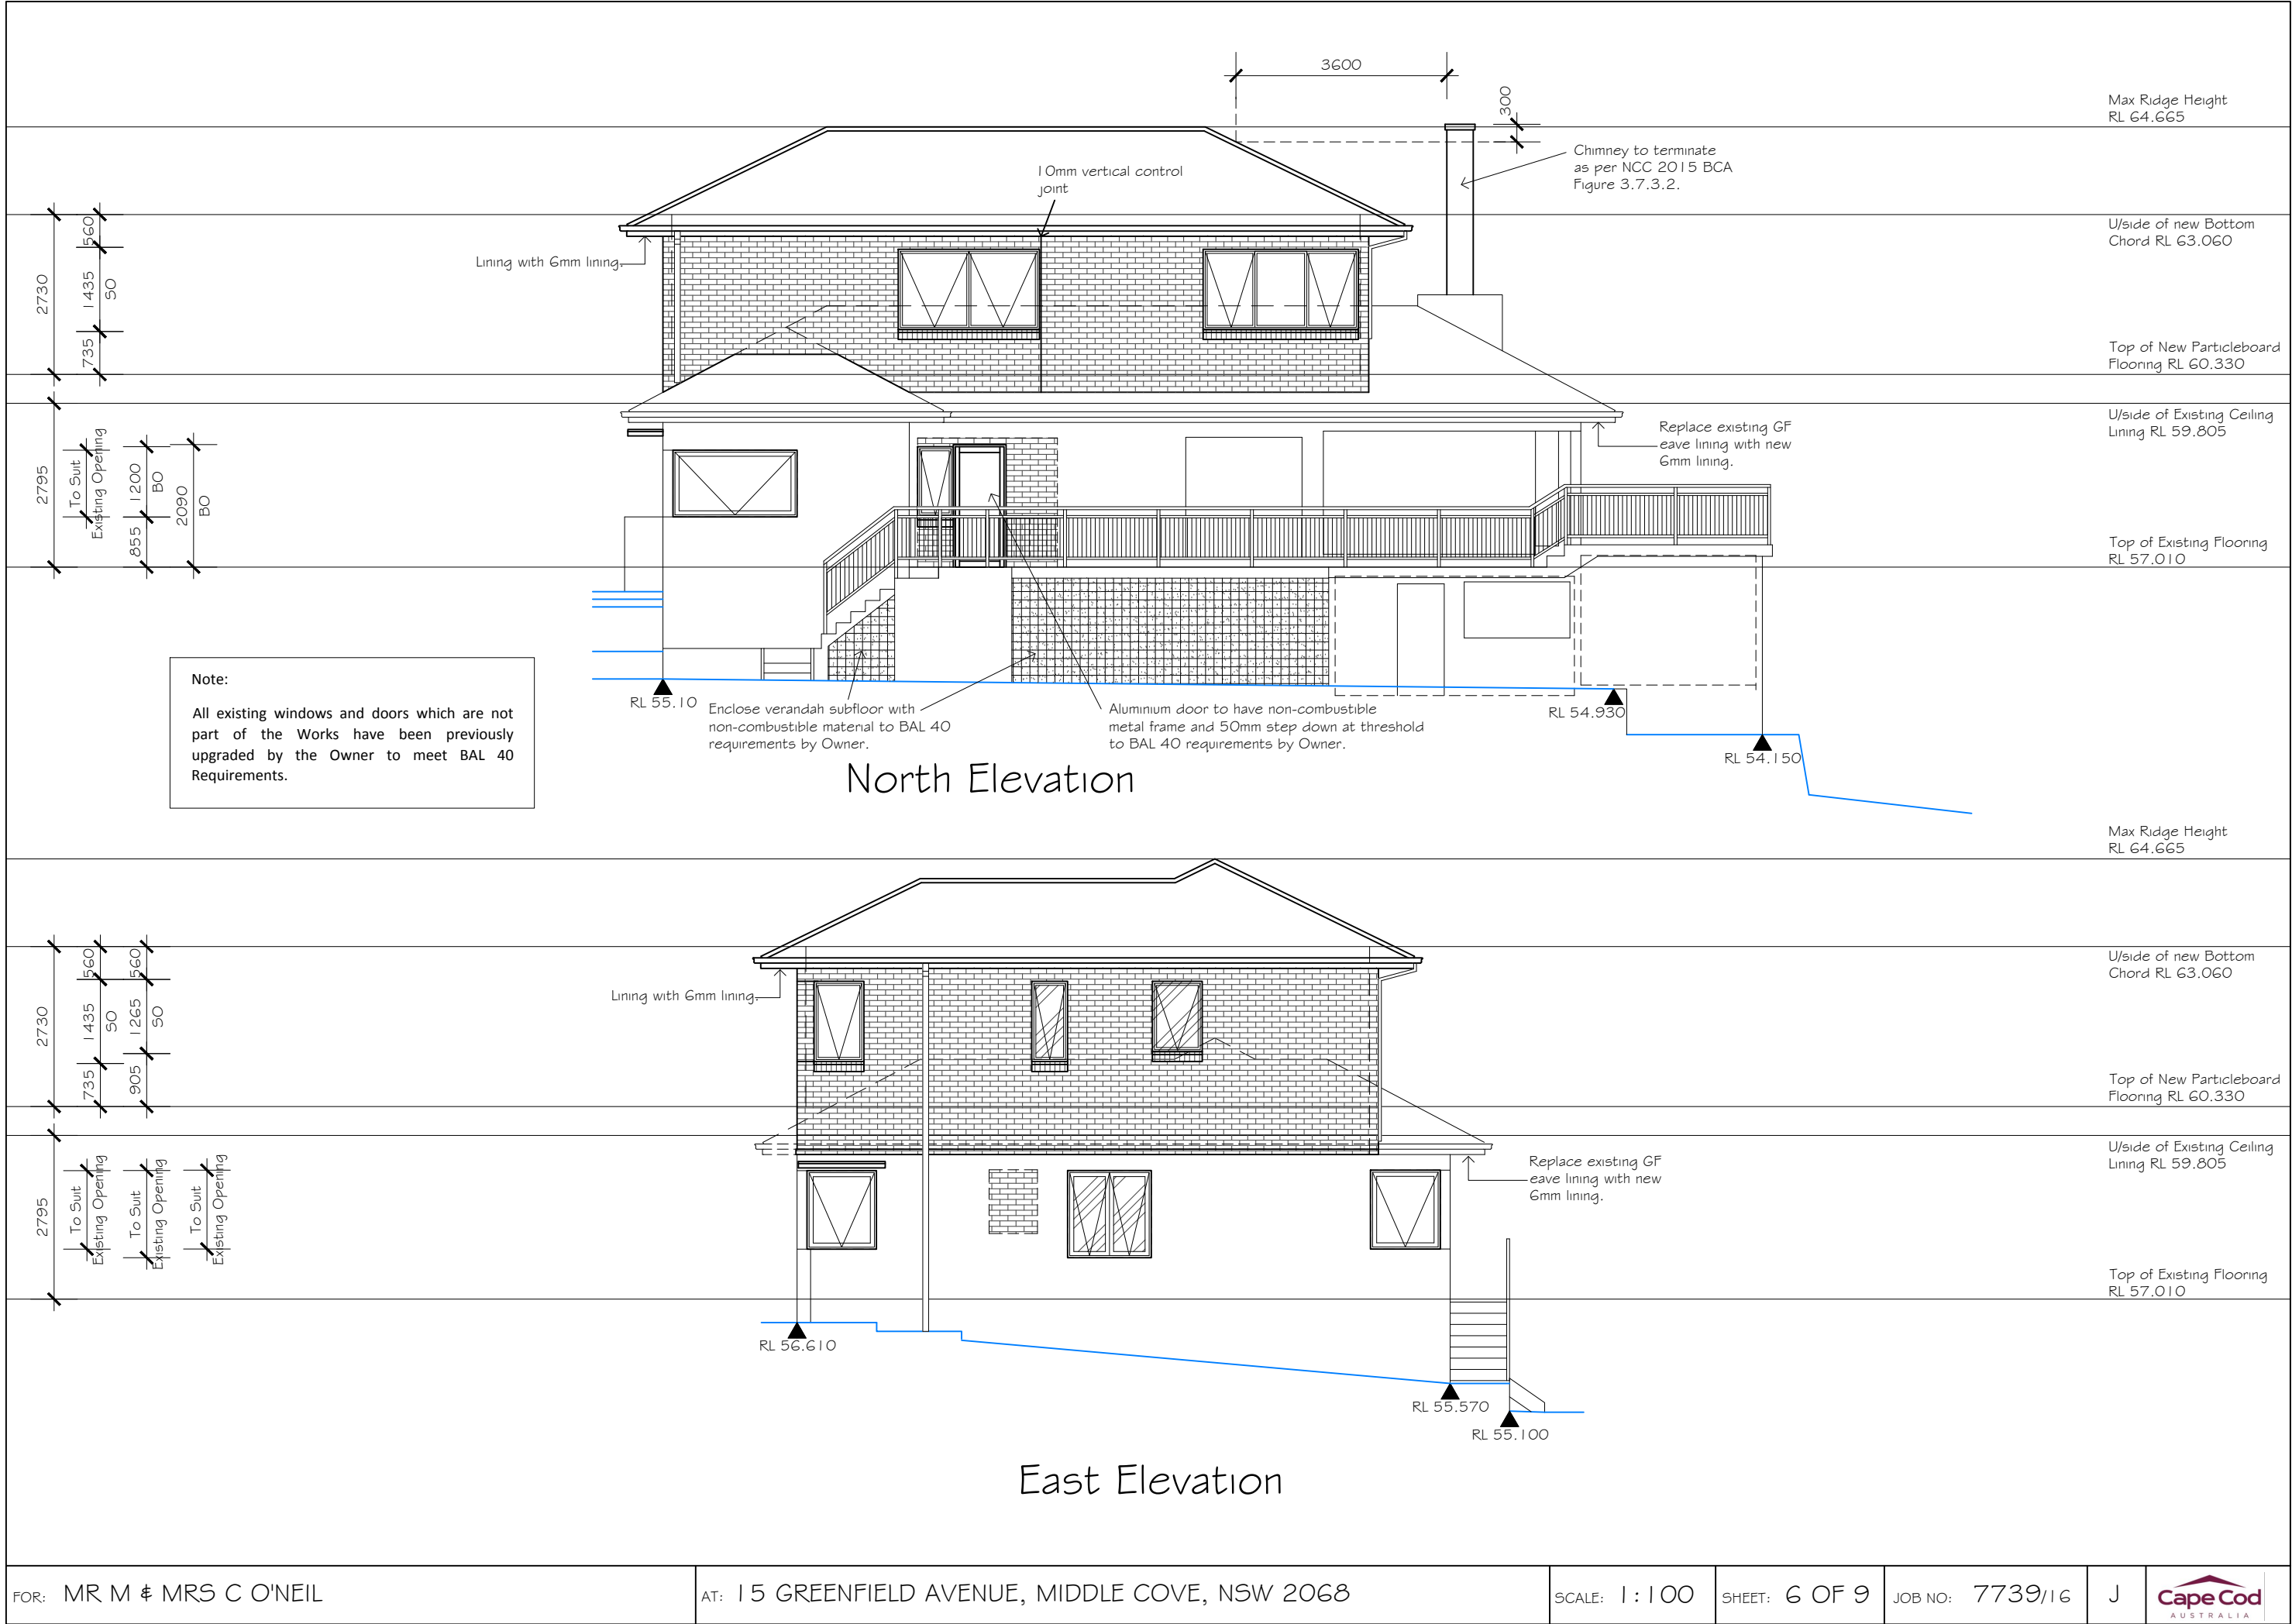 3600
300
Max Ridge Height
RL 64.665
Chimney to terminate
as per NCC 2015 BCA
Figure 3.7.3.2.
10mm vertical control
joint
U/side of new Bottom
Chord RL 63.060
Lining with 6mm lining.
2730
560
1435
SO
735
Top of New Particleboard
Flooring RL 60.330
U/side of Existing Ceiling
Lining RL 59.805
Replace existing GF
eave lining with new
6mm lining.
2795
To Suit
Existing Opening
855
1200
BO
2090
BO
Top of Existing Flooring
RL 57.010
Note:
All existing windows and doors which are not
part of the Works have been previously
upgraded by the Owner to meet BAL 40
Requirements.
RL 55.10
Enclose verandah subfloor with
non-combustible material to BAL 40
requirements by Owner.
Aluminium door to have non-combustible
metal frame and 50mm step down at threshold
to BAL 40 requirements by Owner.
RL 54.930
RL 54.150
North Elevation
Max Ridge Height
RL 64.665
U/side of new Bottom
Chord RL 63.060
Lining with 6mm lining.
2730
560
1435
SO
735
560
1265
SO
905
Top of New Particleboard
Flooring RL 60.330
U/side of Existing Ceiling
Lining RL 59.805
Replace existing GF
eave lining with new
6mm lining.
2795
To Suit
Existing Opening
To Suit
Existing Opening
To Suit
Existing Opening
Top of Existing Flooring
RL 57.010
RL 56.610
RL 55.570
RL 55.100
East Elevation
FOR: MR M & MRS C O'NEIL
AT: 15 GREENFIELD AVENUE, MIDDLE COVE, NSW 2068
SCALE: 1:100
SHEET: 6 OF 9
JOB NO: 7739/16
J
Cape Cod
AUSTRALIA